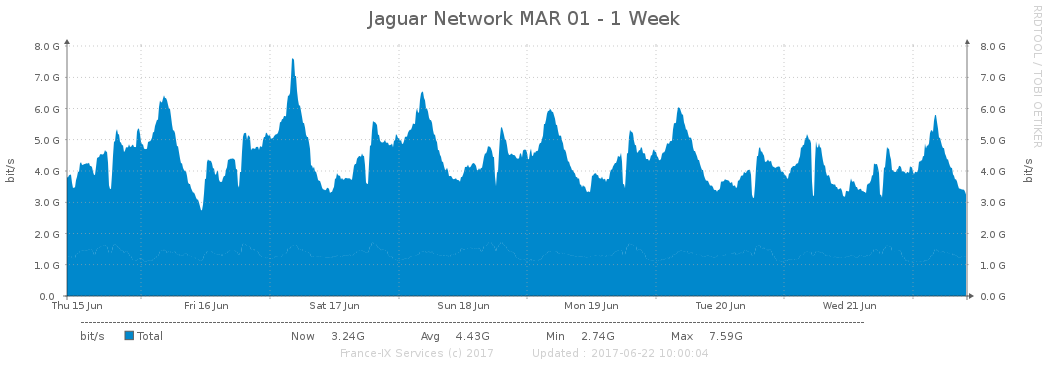 Jaguar Network MAR 01 - 1 Week
RRDTOOL / TOBI OETIKER
bit/s
8.0 G 8.0 G
7.0 G 7.0 G
6.0 G 6.0 G
5.0 G 5.0 G
4.0 G 4.0 G
3.0 G 3.0 G
2.0 G 2.0 G
1.0 G 1.0 G
0.0 0.0 G
bit/s
Thu 15 Jun Fri 16 Jun Sat 17 Jun Sun 18 Jun Mon 19 Jun Tue 20 Jun Wed 21 Jun
bit/s Total Now 3.24G Avg 4.43G Min 2.74G Max 7.59G
France-IX Services (c) 2017 Updated : 2017-06-22 10:00:04